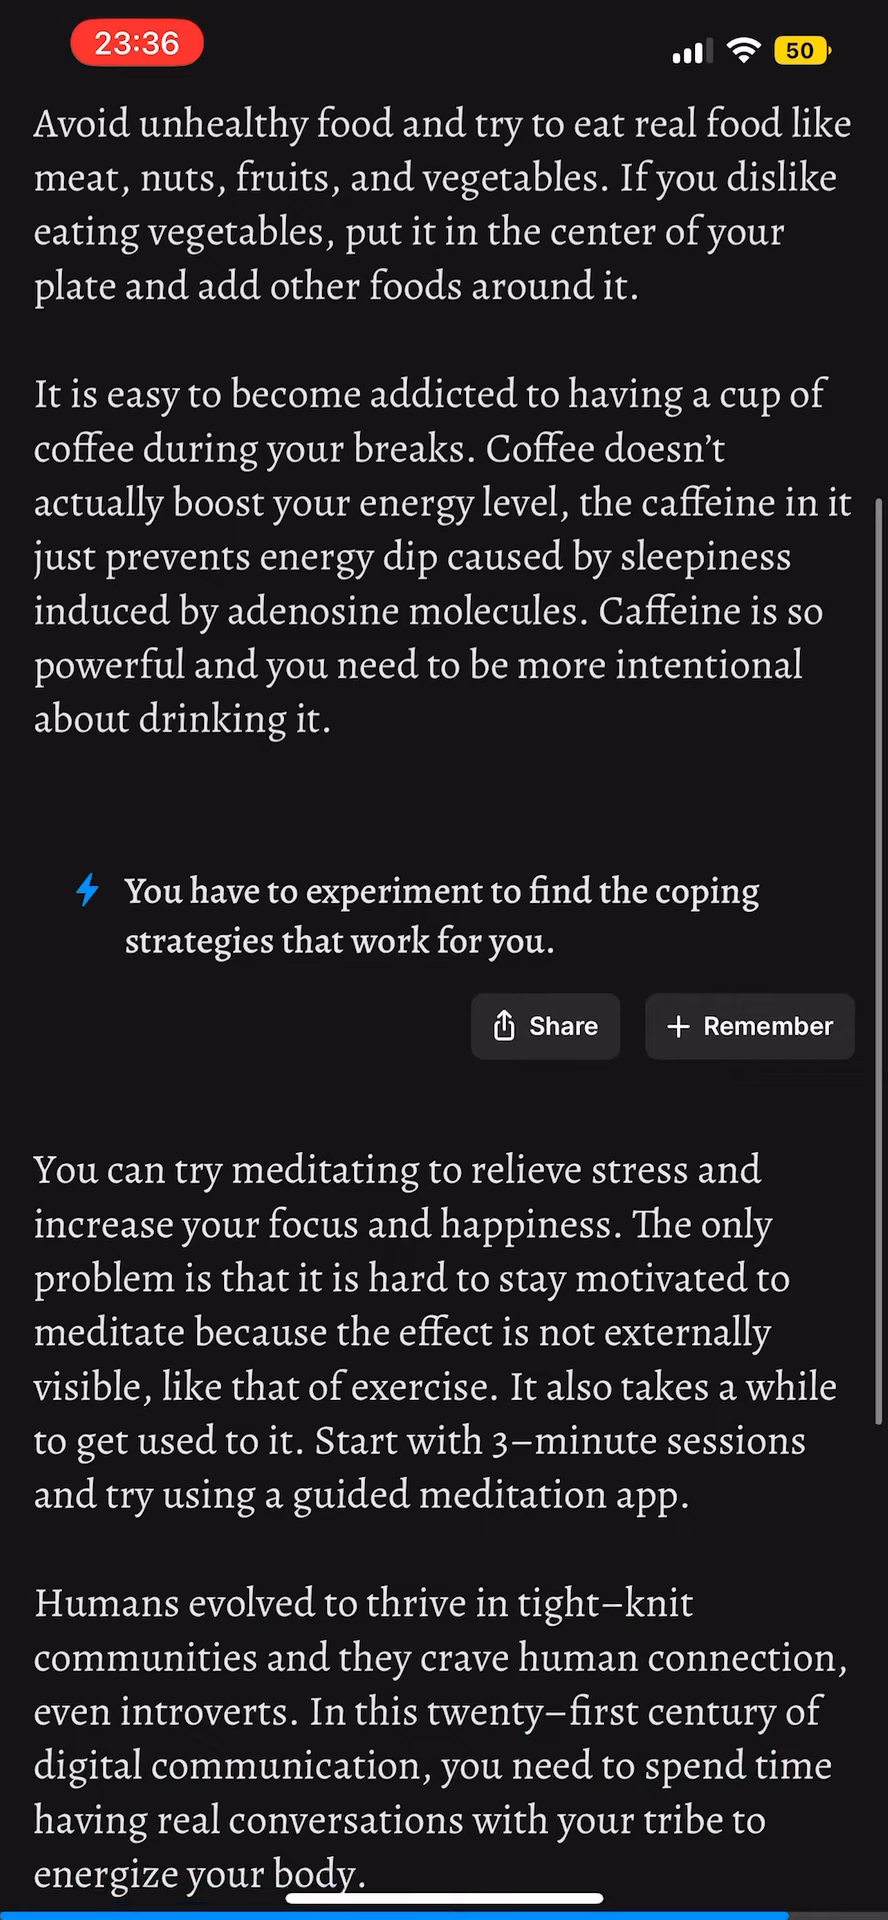 23:36
50
Avoid unhealthy food and try to eat real food like
meat, nuts, fruits, and vegetables. If you dislike
eating vegetables, put it in the center of your
plate and add other foods around it.
It is easy to become addicted to having a cup of
coffee during your breaks. Coffee doesn’t
actually boost your energy level, the caffeine in it
just prevents energy dip caused by sleepiness
induced by adenosine molecules. Caffeine is so
powerful and you need to be more intentional
about drinking it.
You have to experiment to find the coping
strategies that work for you.
Share
Remember
You can try meditating to relieve stress and
increase your focus and happiness. The only
problem is that it is hard to stay motivated to
meditate because the effect is not externally
visible, like that of exercise. It also takes a while
to get used to it. Start with 3–minute sessions
and try using a guided meditation app.
Humans evolved to thrive in tight–knit
communities and they crave human connection,
even introverts. In this twenty–first century of
digital communication, you need to spend time
having real conversations with your tribe to
energize your body.